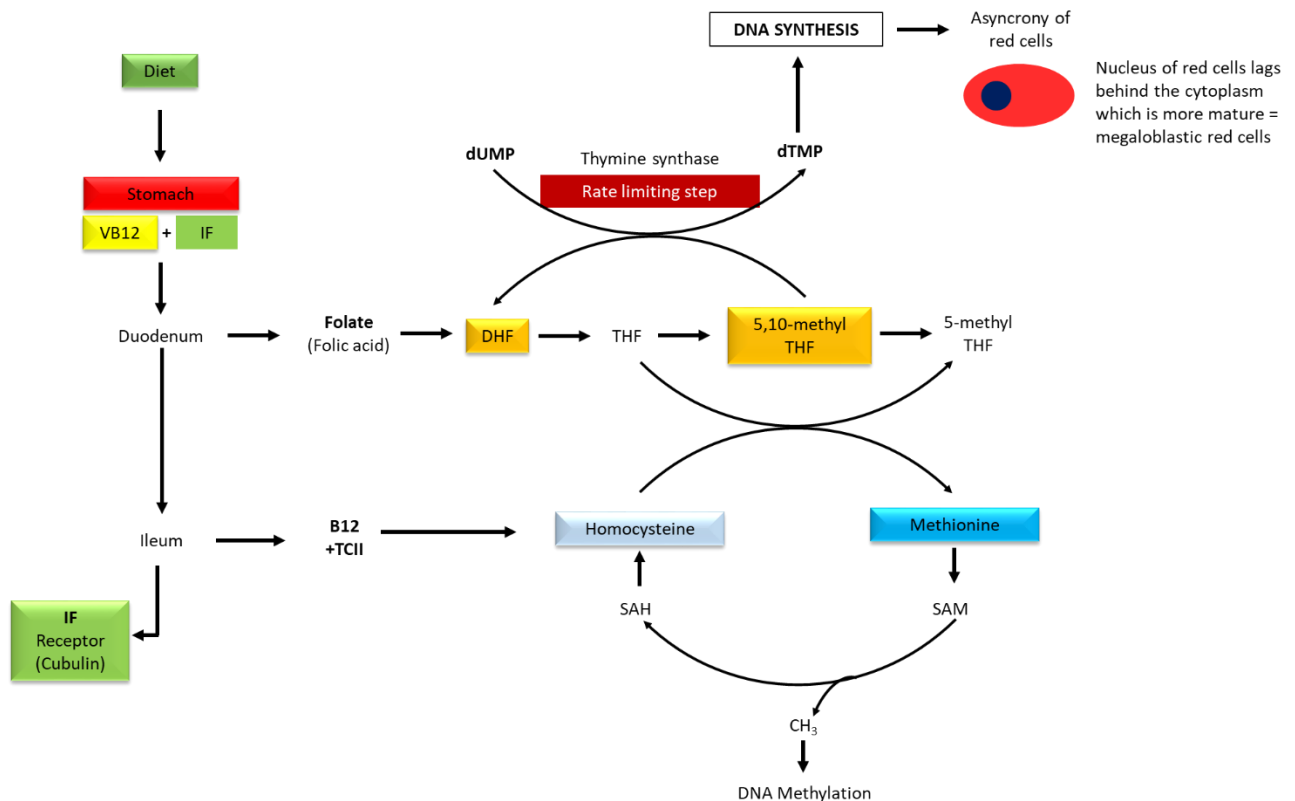 DNA SYNTHESIS
Asyncrony of
red cells
Diet
Nucleus of red cells lags
behind the cytoplasm
which is more mature =
megaloblastic red cells
dUMP
Thymine synthase
dTMP
Rate limiting step
Stomach
VB12 + IF
Duodenum
Folate
(Folic acid)
DHF
THF
5,10-methyl
THF
5-methyl
THF
Ileum
B12
+TCII
Homocysteine
Methionine
IF
Receptor
(Cubulin)
SAH
SAM
CH₃
DNA Methylation